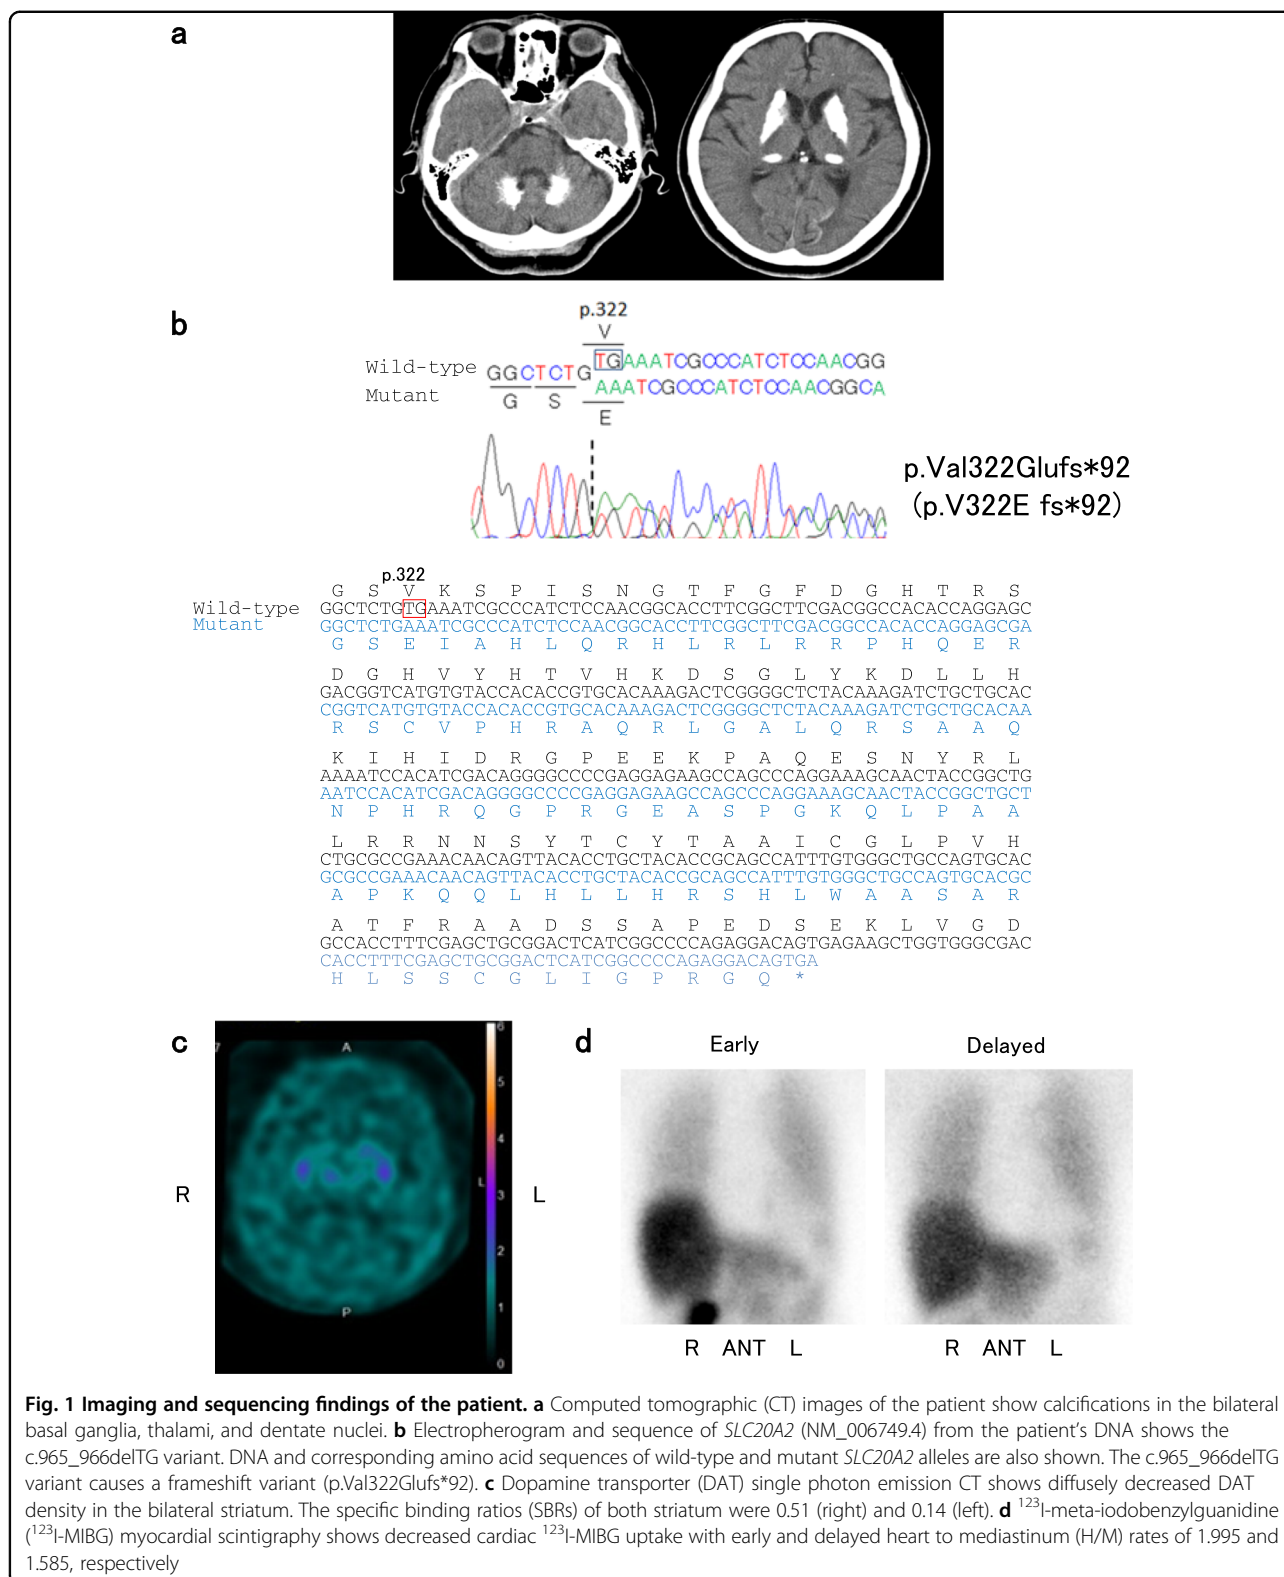 a
b
p.322
V
Wild-type GGCTCTG TGAAATCGCCCATCTCCAACGG
Mutant AAATCGCCCATCTCCAACGGCA
G S E
p.Val322Glufs*92
(p.V322E fs*92)
p.322
G S V K S P I S N G T F G F D G H T R S
Wild-type GGCTCTGTGAAATCGCCCATCTCCAACGGCACCTTCGGCTTCGACGGCCACACCAGGAGC
Mutant GGCTCTGAAATCGCCCATCTCCAACGGCACCTTCGGCTTCGACGGCCACACCAGGAGCGA
G S E I A H L Q R H L R L R R P H Q E R
D G H V Y H T V H K D S G L Y K D L L H
GACGGTCATGTGTACCACACCGTGCACAAAGACTCGGGGCTCTACAAAGATCTGCTGCAC
CGGTCATGTGTACCACACCGTGCACAAAGACTCGGGGCTCTACAAAGATCTGCTGCACAA
R S C V P H R A Q R L G A L Q R S A A Q
K I H I D R G P E E K P A Q E S N Y R L
AAAATCCACATCGACAGGGGCCCCGAGGAGAAGCCAGCCCAGGAAAGCAACTACCGGCTG
AATCCACATCGACAGGGGCCCCGAGGAGAAGCCAGCCCAGGAAAGCAACTACCGGCTGCT
N P H R Q G P R G E A S P G K Q L P A A
L R R N N S Y T C Y T A A I C G L P V H
CTGCGCCGAAACAACAGTTACACCTGCTACACCGCAGCCATTTGTGGGCTGCCAGTGCAC
GCGCCGAAACAACAGTTACACCTGCTACACCGCAGCCATTTGTGGGCTGCCAGTGCACGC
A P K Q Q L H L L H R S H L W A A S A R
A T F R A A D S S A P E D S E K L V G D
GCCACCTTTCGAGCTGCGGACTCATCGGCCCCAGAGGACAGTGAGAAGCTGGTGGGCGAC
CACCTTTCGAGCTGCGGACTCATCGGCCCCAGAGGACAGTGA
H L S S C G L I G P R G Q *
c
7
A
6
5
4
3
2
1
0
L
P
R
L
d
Early Delayed
R ANT L R ANT L
Fig. 1 Imaging and sequencing findings of the patient. a Computed tomographic (CT) images of the patient show calcifications in the bilateral
basal ganglia, thalami, and dentate nuclei. b Electropherogram and sequence of SLC20A2 (NM_006749.4) from the patient's DNA shows the
c.965_966delTG variant. DNA and corresponding amino acid sequences of wild-type and mutant SLC20A2 alleles are also shown. The c.965_966delTG
variant causes a frameshift variant (p.Val322Glufs*92). c Dopamine transporter (DAT) single photon emission CT shows diffusely decreased DAT
density in the bilateral striatum. The specific binding ratios (SBRs) of both striatum were 0.51 (right) and 0.14 (left). d 123I-meta-iodobenzylguanidine
(123I-MIBG) myocardial scintigraphy shows decreased cardiac 123I-MIBG uptake with early and delayed heart to mediastinum (H/M) rates of 1.995 and
1.585, respectively